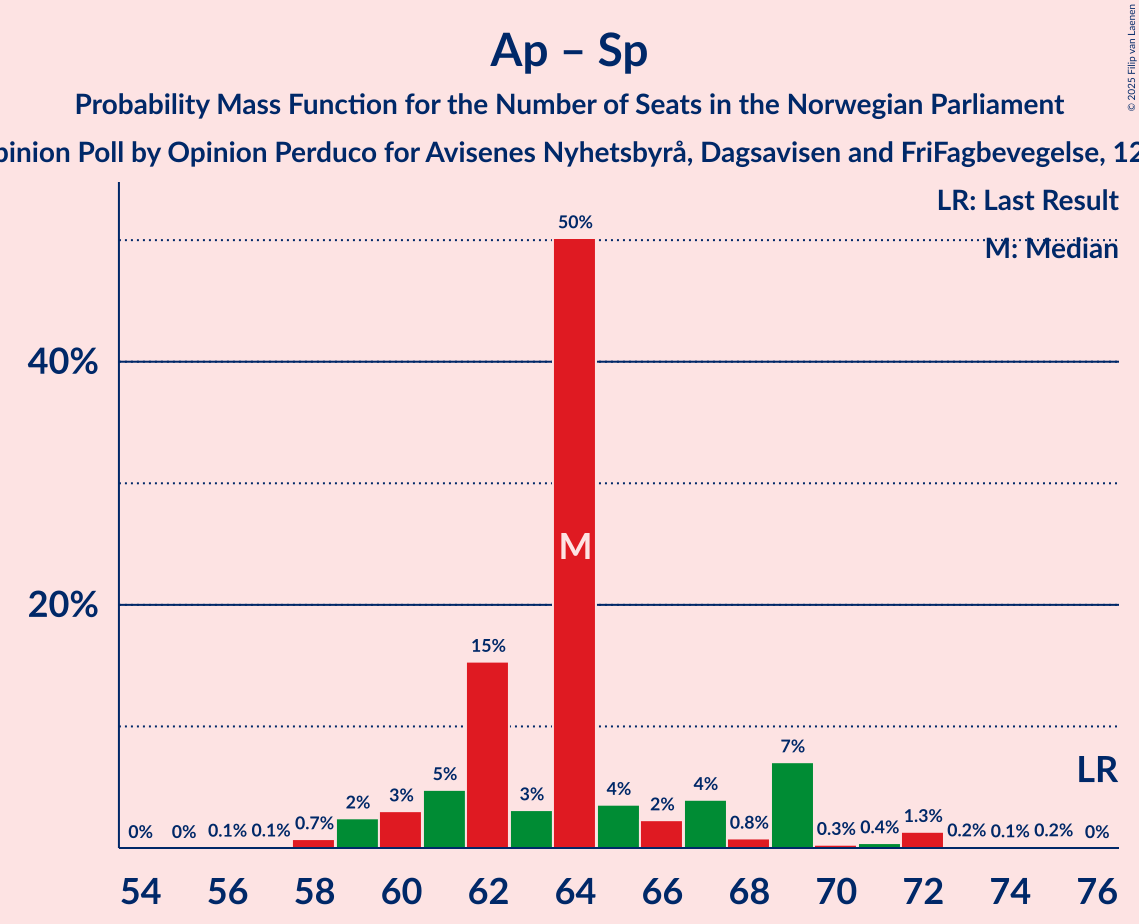 Ap – Sp
Probability Mass Function for the Number of Seats in the Norwegian Parliament
pinion Poll by Opinion Perduco for Avisenes Nyhetsbyrå, Dagsavisen and FriFagbevegelse, 12
© 2025 Filip van Laenen
LR: Last Result
M: Median
50%
40%
M
20%
15%
7%
LR
5%
4%
4%
3%
3%
2%
2%
1.3%
0%
0%
0.1%
0.1%
0.7%
0.8%
0.3%
0.4%
0.2%
0.1%
0.2%
0%
54 56 58 60 62 64 66 68 70 72 74 76